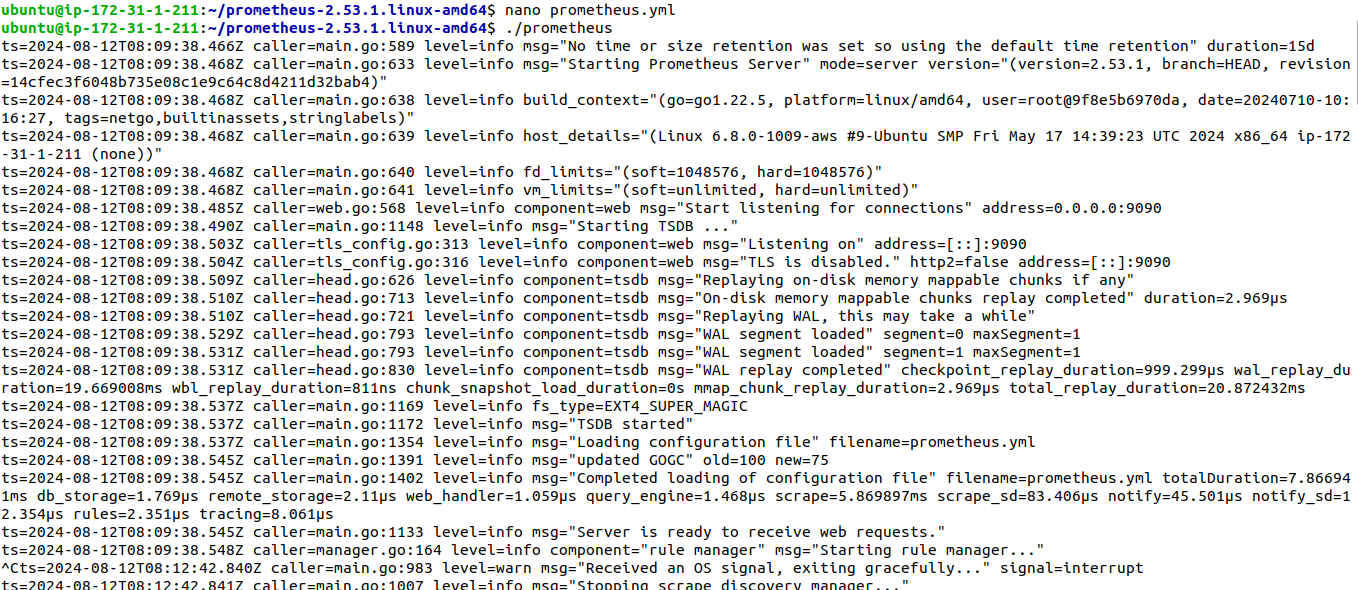 ubuntu@ip-172-31-1-211:~/prometheus-2.53.1.linux-amd64$ nano prometheus.yml
ubuntu@ip-172-31-1-211:~/prometheus-2.53.1.linux-amd64$ ./prometheus
ts=2024-08-12T08:09:38.466Z caller=main.go:589 level=info msg="No time or size retention was set so using the default time retention" duration=15d
ts=2024-08-12T08:09:38.468Z caller=main.go:633 level=info msg="Starting Prometheus Server" mode=server version="(version=2.53.1, branch=HEAD, revision
=14cfec3f6048b735e08c1e9c64c8d4211d32bab4)"
ts=2024-08-12T08:09:38.468Z caller=main.go:638 level=info build_context="(go=go1.22.5, platform=linux/amd64, user=root@9f8e5b6970da, date=20240710-10:
16:27, tags=netgo,builtinassets,stringlabels)"
ts=2024-08-12T08:09:38.468Z caller=main.go:639 level=info host_details="(Linux 6.8.0-1009-aws #9-Ubuntu SMP Fri May 17 14:39:23 UTC 2024 x86_64 ip-172
-31-1-211 (none))"
ts=2024-08-12T08:09:38.468Z caller=main.go:640 level=info fd_limits="(soft=1048576, hard=1048576)"
ts=2024-08-12T08:09:38.468Z caller=main.go:641 level=info vm_limits="(soft=unlimited, hard=unlimited)"
ts=2024-08-12T08:09:38.485Z caller=web.go:568 level=info component=web msg="Start listening for connections" address=0.0.0.0:9090
ts=2024-08-12T08:09:38.490Z caller=main.go:1148 level=info msg="Starting TSDB ..."
ts=2024-08-12T08:09:38.503Z caller=tls_config.go:313 level=info component=web msg="Listening on" address=[::]:9090
ts=2024-08-12T08:09:38.504Z caller=tls_config.go:316 level=info component=web msg="TLS is disabled." http2=false address=[::]:9090
ts=2024-08-12T08:09:38.509Z caller=head.go:626 level=info component=tsdb msg="Replaying on-disk memory mappable chunks if any"
ts=2024-08-12T08:09:38.510Z caller=head.go:713 level=info component=tsdb msg="On-disk memory mappable chunks replay completed" duration=2.969µs
ts=2024-08-12T08:09:38.510Z caller=head.go:721 level=info component=tsdb msg="Replaying WAL, this may take a while"
ts=2024-08-12T08:09:38.529Z caller=head.go:793 level=info component=tsdb msg="WAL segment loaded" segment=0 maxSegment=1
ts=2024-08-12T08:09:38.531Z caller=head.go:793 level=info component=tsdb msg="WAL segment loaded" segment=1 maxSegment=1
ts=2024-08-12T08:09:38.531Z caller=head.go:830 level=info component=tsdb msg="WAL replay completed" checkpoint_replay_duration=999.299µs wal_replay_du
ration=19.669008ms wbl_replay_duration=811ns chunk_snapshot_load_duration=0s mmap_chunk_replay_duration=2.969µs total_replay_duration=20.872432ms
ts=2024-08-12T08:09:38.537Z caller=main.go:1169 level=info fs_type=EXT4_SUPER_MAGIC
ts=2024-08-12T08:09:38.537Z caller=main.go:1172 level=info msg="TSDB started"
ts=2024-08-12T08:09:38.537Z caller=main.go:1354 level=info msg="Loading configuration file" filename=prometheus.yml
ts=2024-08-12T08:09:38.545Z caller=main.go:1391 level=info msg="updated GOGC" old=100 new=75
ts=2024-08-12T08:09:38.545Z caller=main.go:1402 level=info msg="Completed loading of configuration file" filename=prometheus.yml totalDuration=7.86694
1ms db_storage=1.769µs remote_storage=2.11µs web_handler=1.059µs query_engine=1.468µs scrape=5.869897ms scrape_sd=83.406µs notify=45.501µs notify_sd=1
2.354µs rules=2.351µs tracing=8.061µs
ts=2024-08-12T08:09:38.545Z caller=main.go:1133 level=info msg="Server is ready to receive web requests."
ts=2024-08-12T08:09:38.548Z caller=manager.go:164 level=info component="rule manager" msg="Starting rule manager..."
^Cts=2024-08-12T08:12:42.840Z caller=main.go:983 level=warn msg="Received an OS signal, exiting gracefully..." signal=interrupt
ts=2024-08-12T08:12:42.841Z caller=main.go:1007 level=info msg="Stopping scrape discovery manager..."